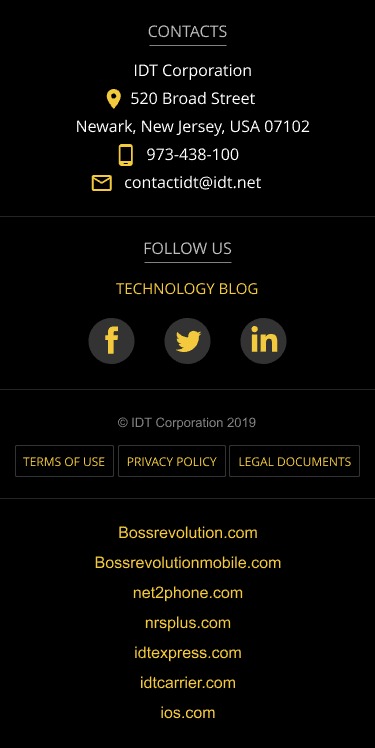 CONTACTS
IDT Corporation
520 Broad Street
Newark, New Jersey, USA 07102
973-438-100
contactidt@idt.net
FOLLOW US
TECHNOLOGY BLOG
f
in
© IDT Corporation 2019
TERMS OF USE PRIVACY POLICY LEGAL DOCUMENTS
Bossrevolution.com
Bossrevolutionmobile.com
net2phone.com
nrsplus.com
idtexpress.com
idtcarrier.com
ios.com